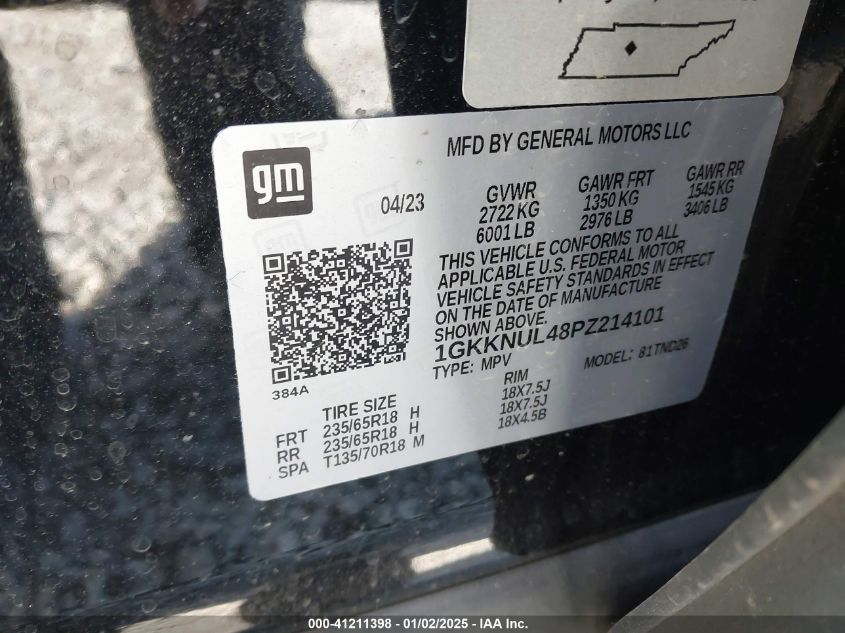 gm
MFD BY GENERAL MOTORS LLC
04/23
GVWR
2722 KG
6001 LB
GAWR FRT
1350 KG
2976 LB
GAWR RR
1545 KG
3406 LB
THIS VEHICLE CONFORMS TO ALL
APPLICABLE U.S. FEDERAL MOTOR
VEHICLE SAFETY STANDARDS IN EFFECT
ON THE DATE OF MANUFACTURE
SHOWN ABOVE.
1GKKNUL48PZ214101
TYPE: MPV
MODEL: 81TND26
384A
TIRE SIZE
RIM
FRT 235/65R18 H 18X7.5J
RR 235/65R18 H 18X7.5J
SPA T135/70R18 M 18X4.5B
000-41211398 - 01/02/2025 - IAA Inc.